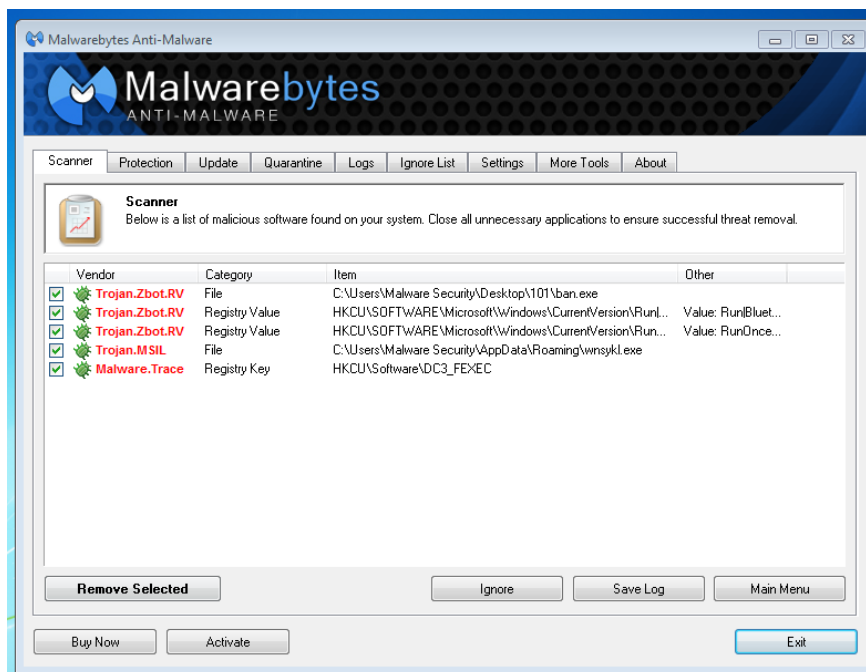 Malwarebytes Anti-Malware
Malwarebytes
ANTI-MALWARE
Scanner Protection Update Quarantine Logs Ignore List Settings More Tools About
Scanner
Below is a list of malicious software found on your system. Close all unnecessary applications to ensure successful threat removal.
Vendor Category Item Other
Trojan.Zbot.RV File C:\Users\Malware Security\Desktop\101\ban.exe
Trojan.Zbot.RV Registry Value HKCU\SOFTWARE\Microsoft\Windows\CurrentVersion\Run|... Value: Run|Bluet...
Trojan.Zbot.RV Registry Value HKCU\SOFTWARE\Microsoft\Windows\CurrentVersion\Run... Value: RunOnce...
Trojan.MSIL File C:\Users\Malware Security\AppData\Roaming\wnsykl.exe
Malware.Trace Registry Key HKCU\Software\DC3_FEXEC
Remove Selected Ignore Save Log Main Menu
Buy Now Activate Exit